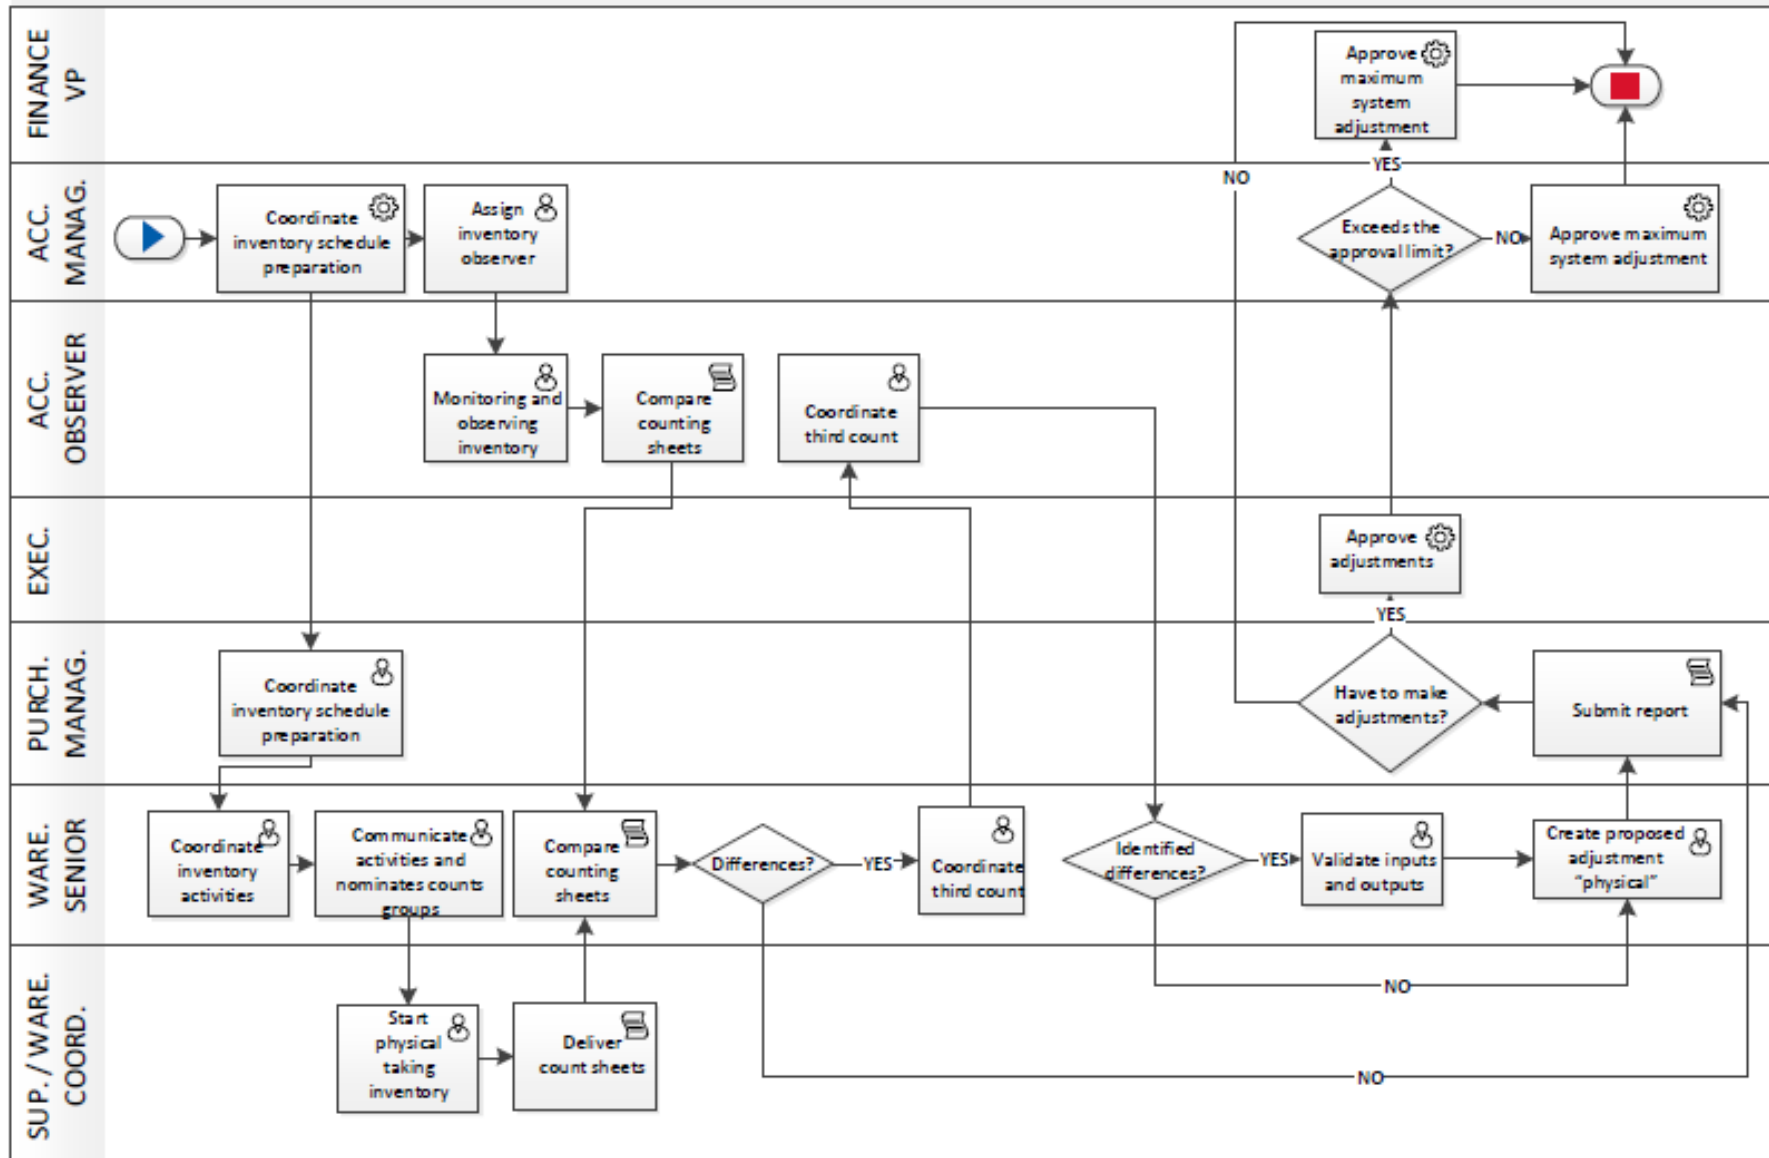 FINANCE
VP
Approve
maximum
system
adjustment
YES
NO
ACC.
MANAG.
Coordinate
inventory schedule
preparation
Assign
inventory
observer
Exceeds the
approval limit?
NO
Approve maximum
system adjustment
ACC.
OBSERVER
Monitoring and
observing
inventory
Compare
counting
sheets
Coordinate
third count
EXEC.
Approve
adjustments
YES
PURCH.
MANAG.
Coordinate
inventory schedule
preparation
Have to make
adjustments?
Submit report
WARE.
SENIOR
Coordinate
inventory
activities
Communicate
activities and
nominates counts
groups
Compare
counting
sheets
Differences?
YES
Coordinate
third count
Identified
differences?
YES
Validate inputs
and outputs
Create proposed
adjustment
"physical"
SUP. / WARE.
COORD.
Start
physical
taking
inventory
Deliver
count sheets
NO
NO